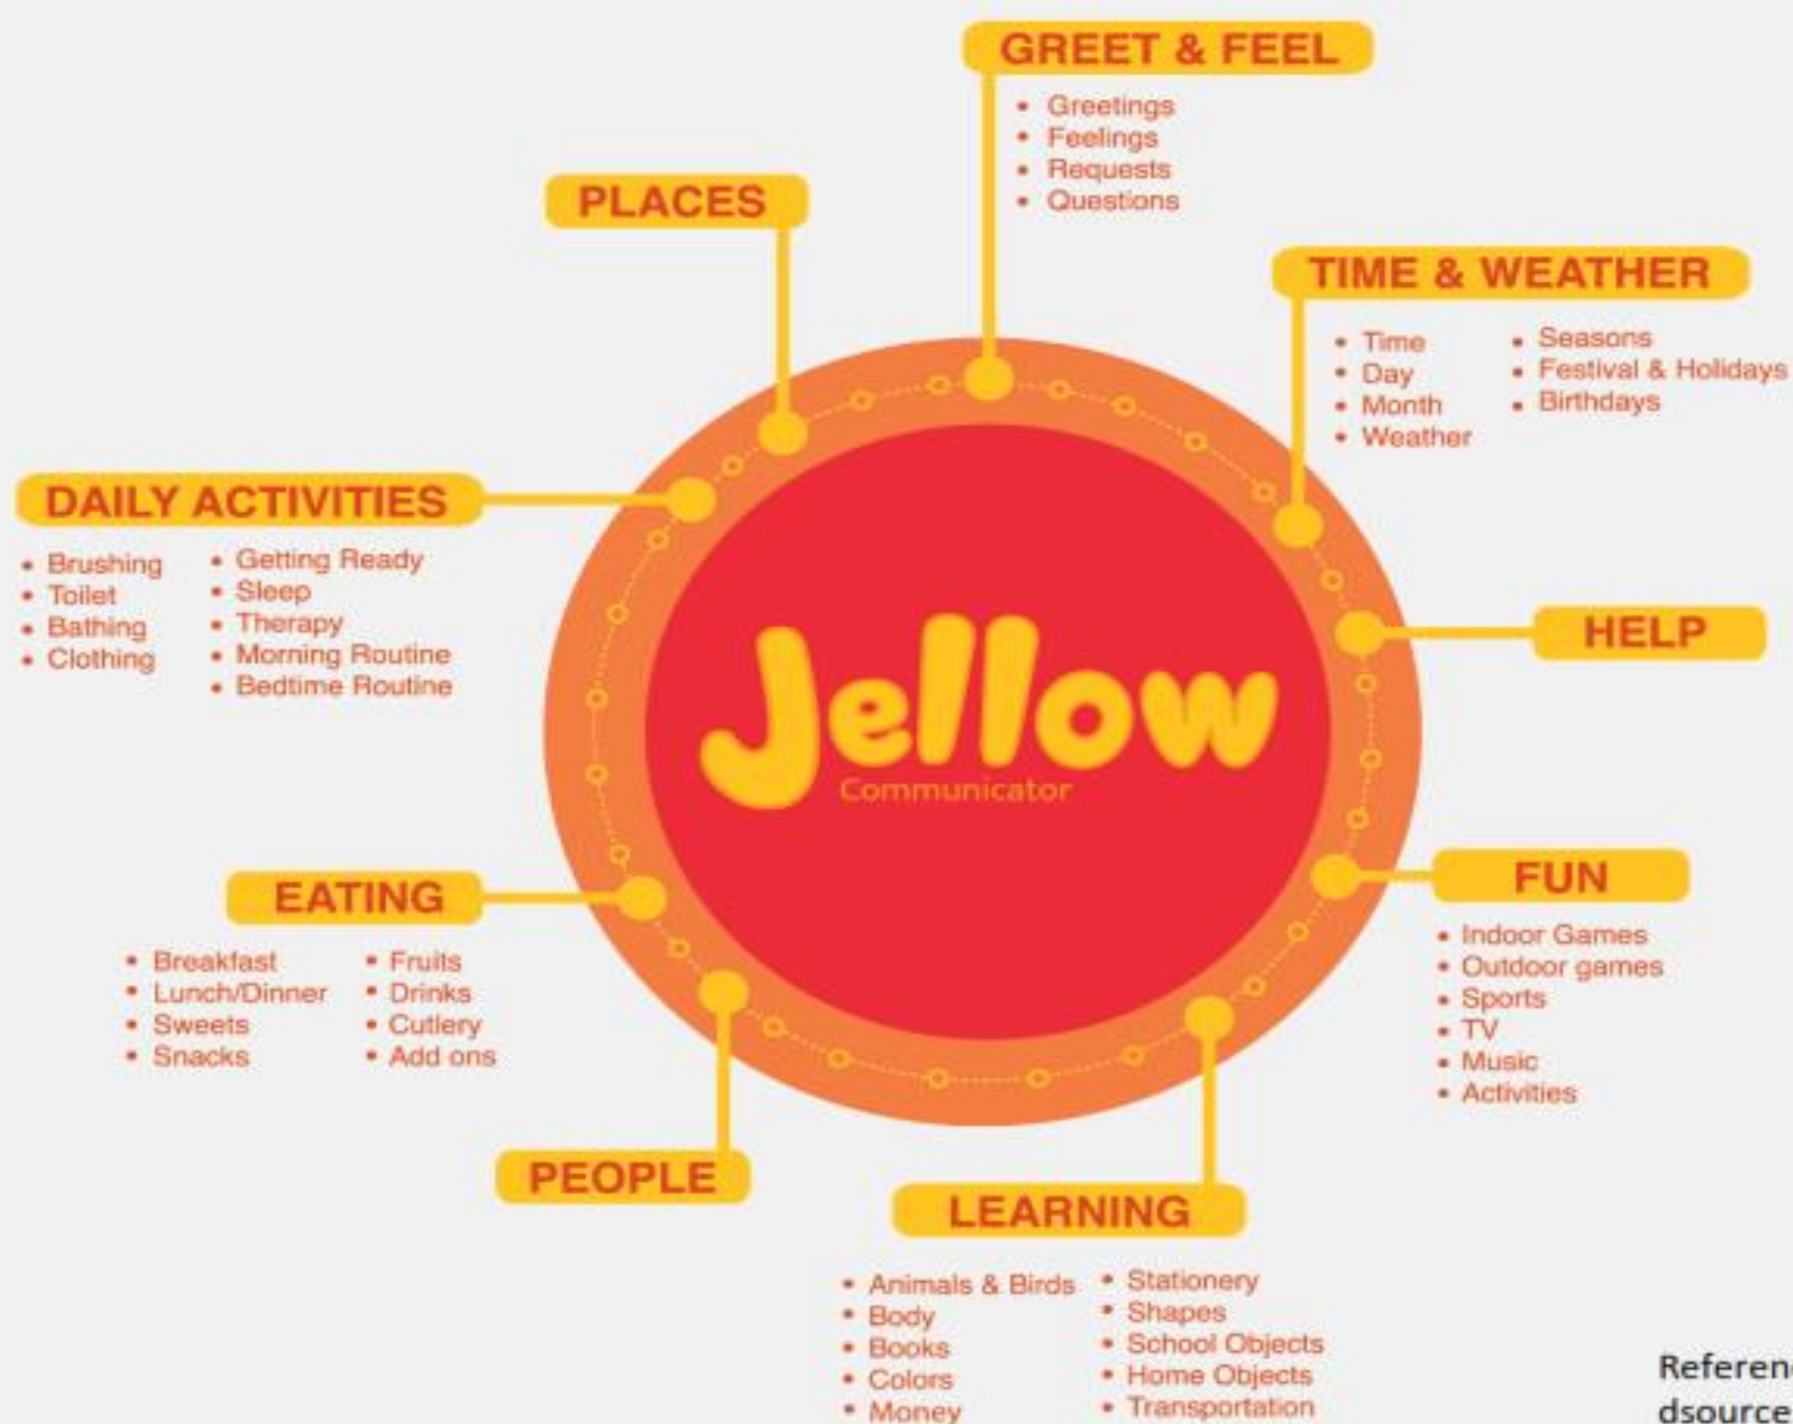 GREET & FEEL
• Greetings
• Feelings
• Requests
• Questions
PLACES
TIME & WEATHER
• Time
• Day
• Month
• Weather
• Seasons
• Festival & Holidays
• Birthdays
DAILY ACTIVITIES
• Brushing
• Toilet
• Bathing
• Clothing
• Getting Ready
• Sleep
• Therapy
• Morning Routine
• Bedtime Routine
HELP
Jellow
Communicator
EATING
• Breakfast
• Lunch/Dinner
• Sweets
• Snacks
• Fruits
• Drinks
• Cutlery
• Add ons
FUN
• Indoor Games
• Outdoor games
• Sports
• TV
• Music
• Activities
PEOPLE
LEARNING
• Animals & Birds
• Body
• Books
• Colors
• Money
• Stationery
• Shapes
• School Objects
• Home Objects
• Transportation
dsource